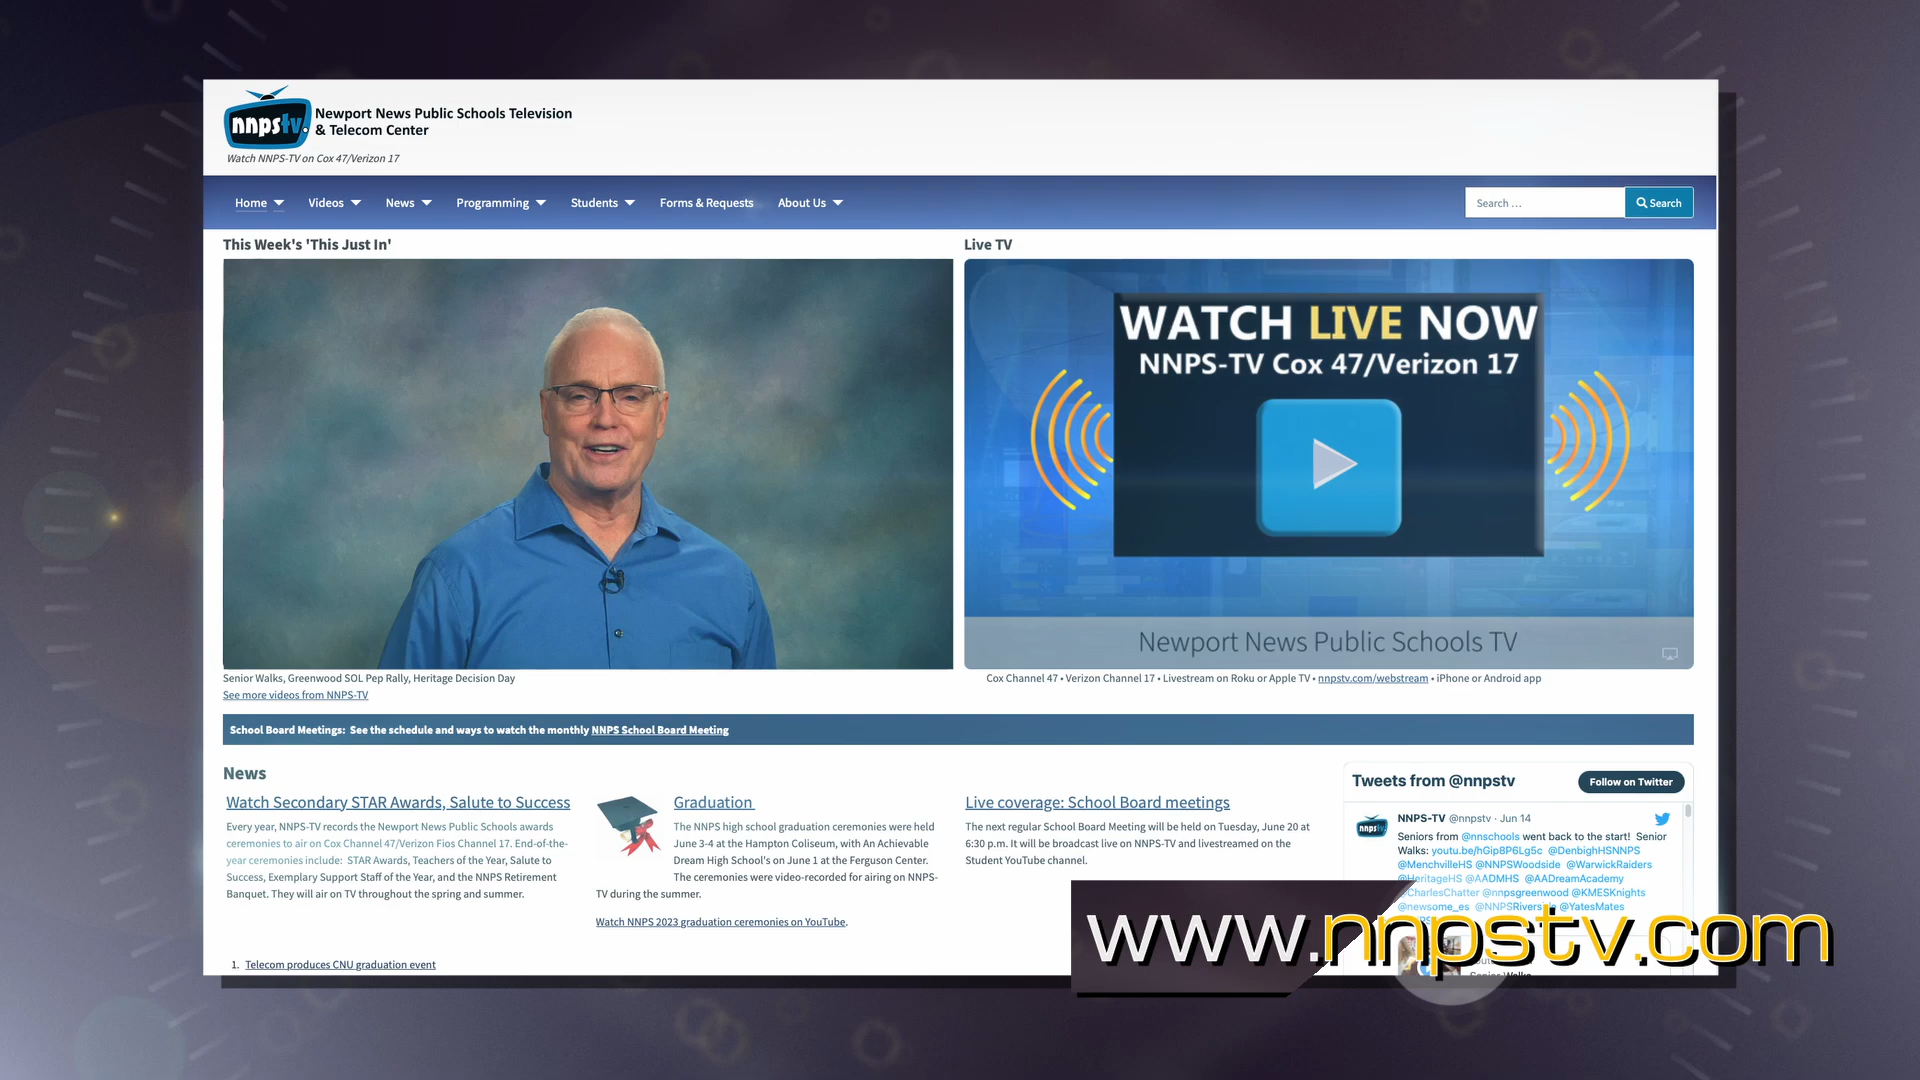 nnpstv.
Newport News Public Schools Television
& Telecom Center
Watch NNPS-TV on Cox 47/Verizon 17
Home
Videos
News
Programming
Students
Forms & Requests
About Us
Search ...
Search
This Week's 'This Just In'
Senior Walks, Greenwood SOL Pep Rally, Heritage Decision Day
See more videos from NNPS-TV
Live TV
WATCH LIVE NOW
NNPS-TV Cox 47/Verizon 17
Newport News Public Schools TV
Cox Channel 47 • Verizon Channel 17 • Livestream on Roku or Apple TV • nnpstv.com/webstream • iPhone or Android app
School Board Meetings: See the schedule and ways to watch the monthly NNPS School Board Meeting
News
Watch Secondary STAR Awards, Salute to Success
Every year, NNPS-TV records the Newport News Public Schools awards
ceremonies to air on Cox Channel 47/Verizon Fios Channel 17. End-of-the-
year ceremonies include: STAR Awards, Teachers of the Year, Salute to
Success, Exemplary Support Staff of the Year, and the NNPS Retirement
Banquet. They will air on TV throughout the spring and summer.
Graduation
The NNPS high school graduation ceremonies were held
June 3-4 at the Hampton Coliseum, with An Achievable
Dream High School's on June 1 at the Ferguson Center.
The ceremonies were video-recorded for airing on NNPS-
TV during the summer.
Watch NNPS 2023 graduation ceremonies on YouTube.
Live coverage: School Board meetings
The next regular School Board Meeting will be held on Tuesday, June 20 at
6:30 p.m. It will be broadcast live on NNPS-TV and livestreamed on the
Student YouTube channel.
Tweets from @nnpstv
Follow on Twitter
nnpstv
NNPS-TV @nnpstv · Jun 14
Seniors from @nnschools went back to the start! Senior
Walks: youtu.be/hGip8P6Lg5c @DenbighHSNNPS
@MenchvilleHS @NNPSWoodside @WarwickRaiders
@HeritageHS @AADMHS @AADreamAcademy
CharlesChatter @nnpsgreenwood @KMESKnights
@newsome_es @NNPSRiverside @YatesMates
Senior Walks
1. Telecom produces CNU graduation event
www.nnpstv.com